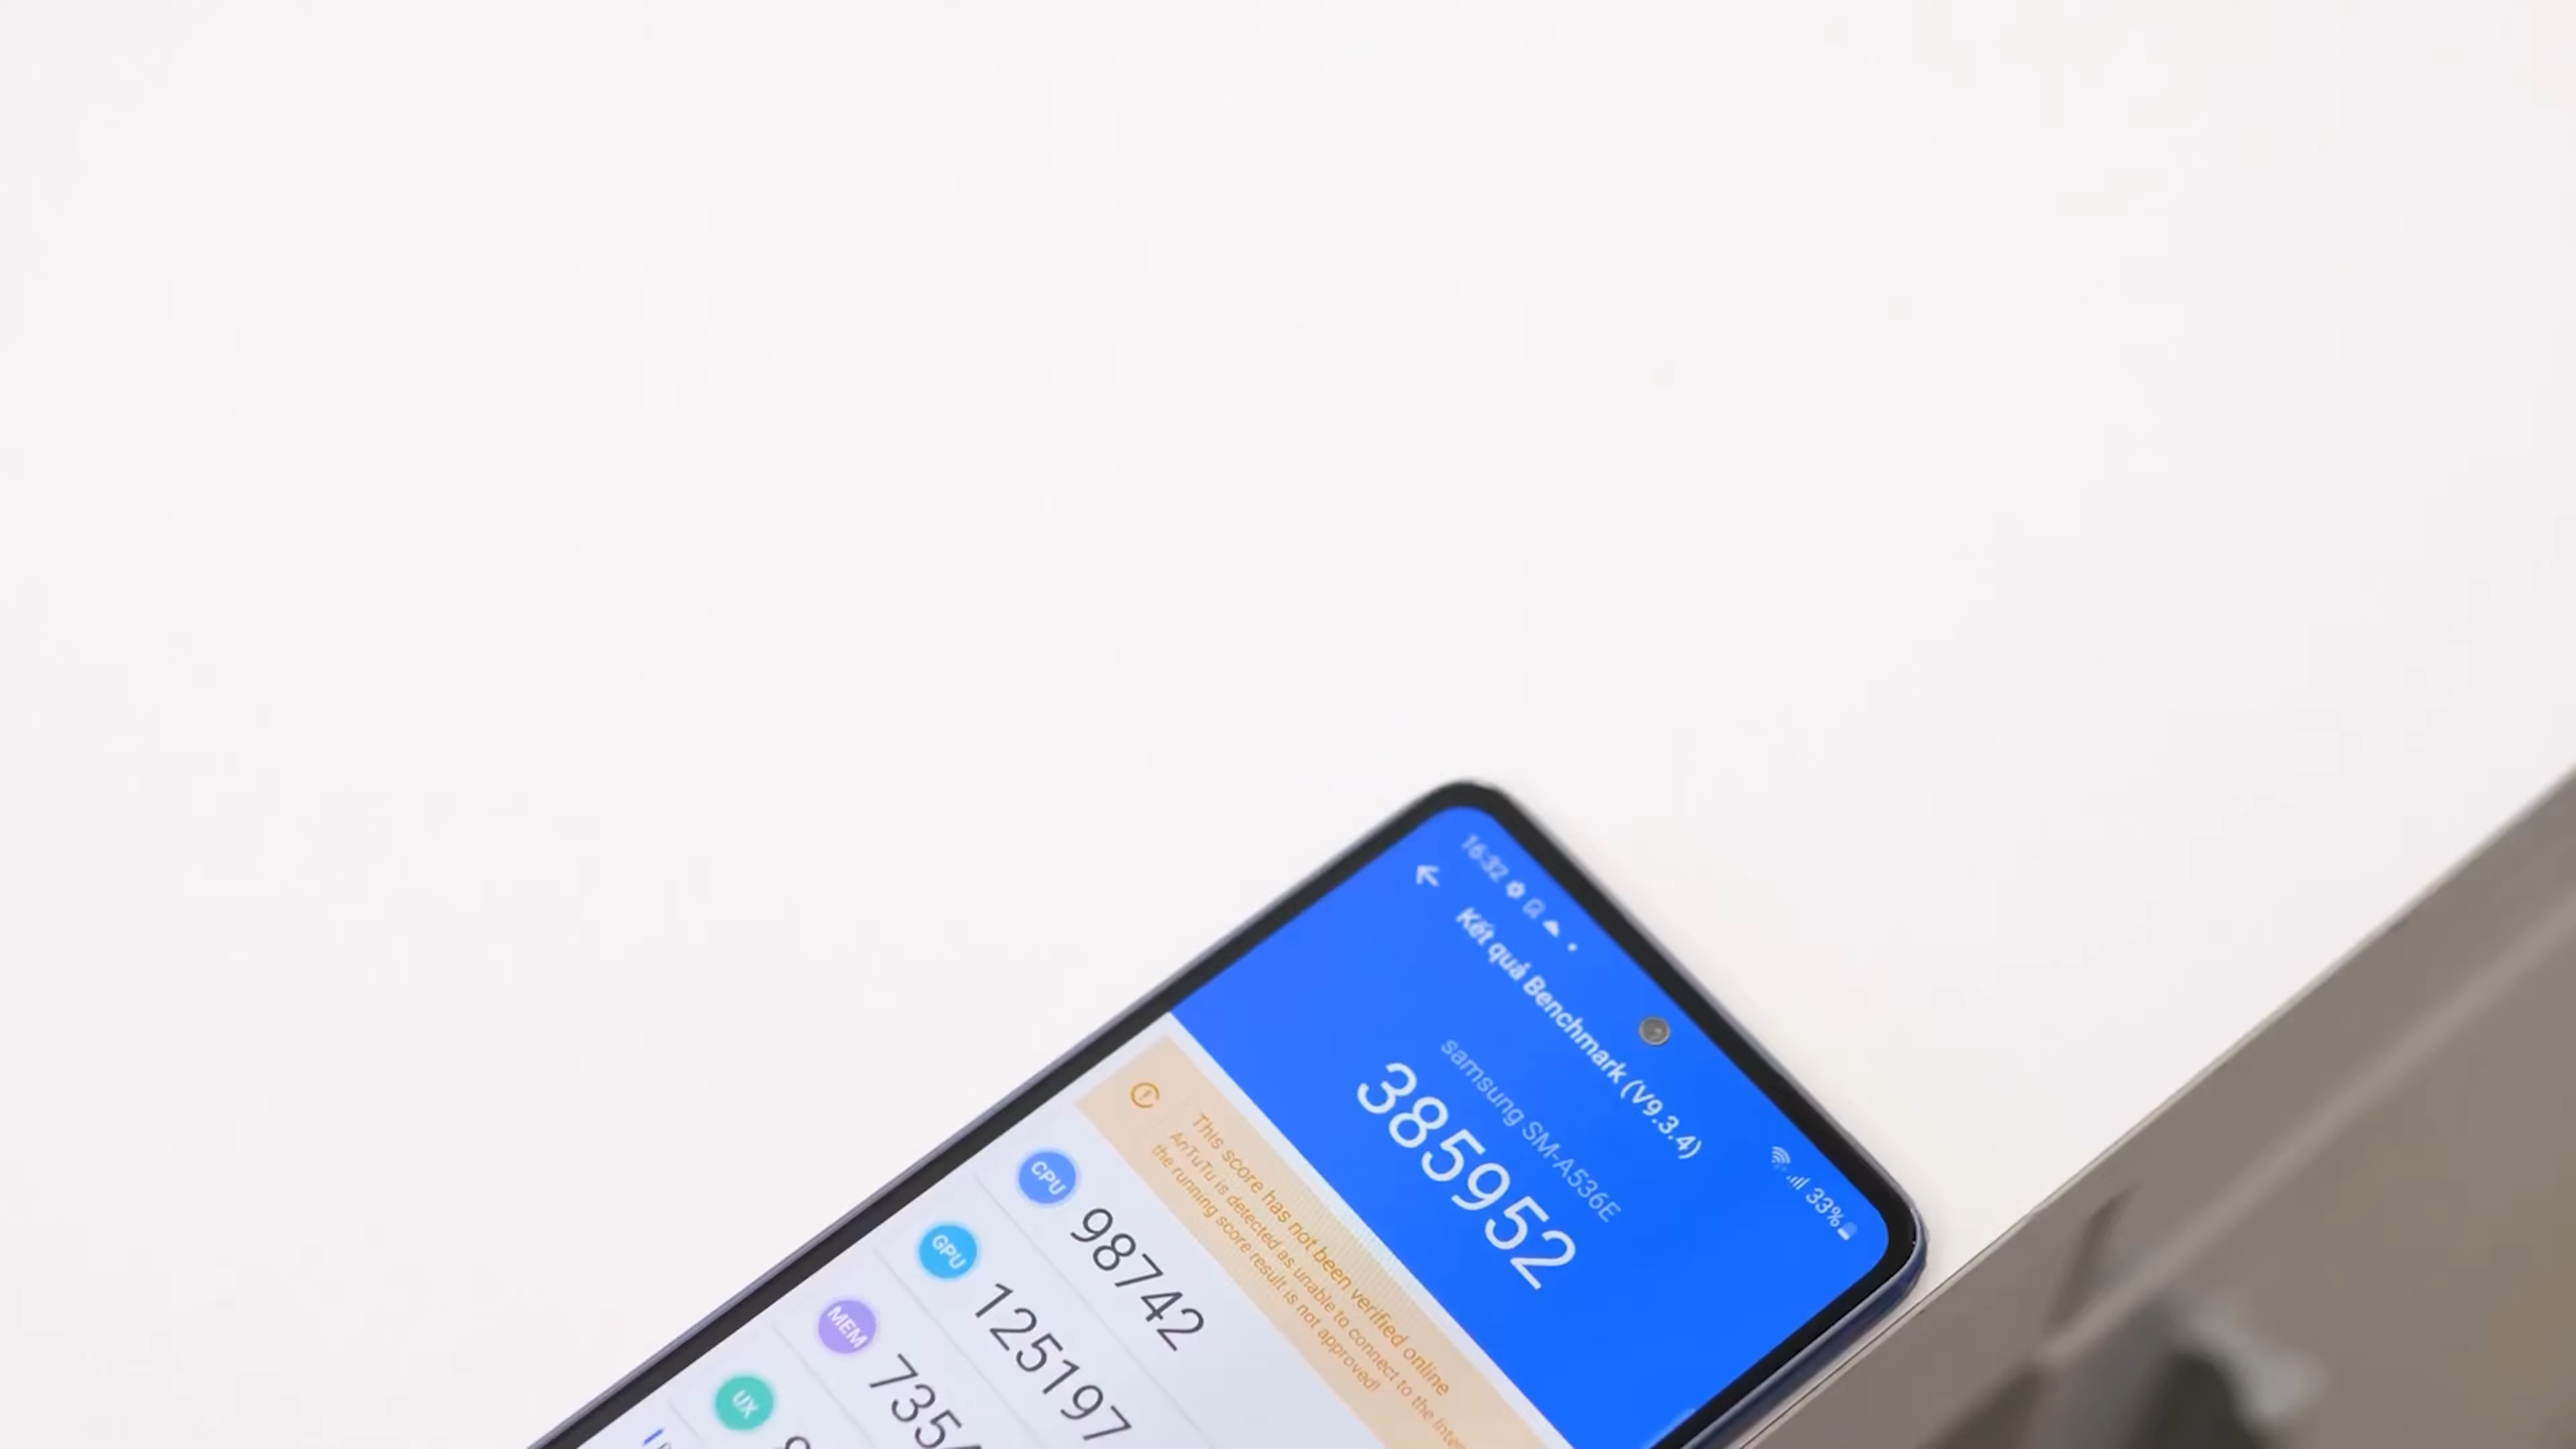 16:32
33%
Kết quả Benchmark (V9.3.4)
samsung SM-A536E
385952
This score has not been verified online
AnTuTu is detected as unable to connect to the
the running score result is not approved!
CPU 98742
GPU 125197
MEM 735
UX